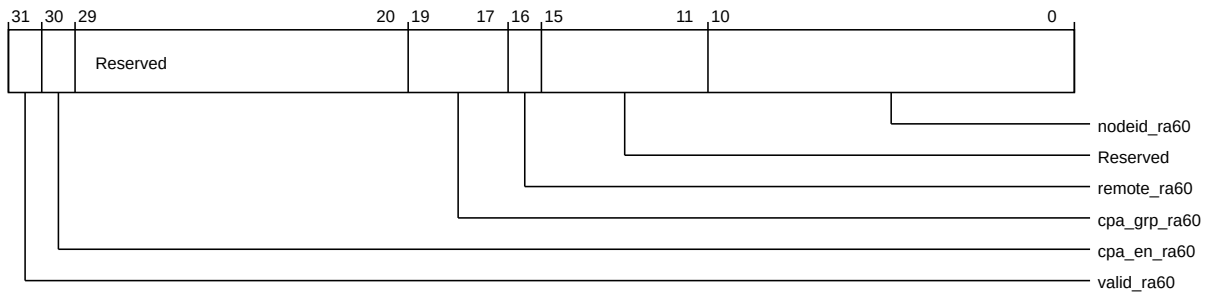 31 30 29 20 19 17 16 15 11 10 0
Reserved
nodeid_ra60
Reserved
remote_ra60
cpa_grp_ra60
cpa_en_ra60
valid_ra60